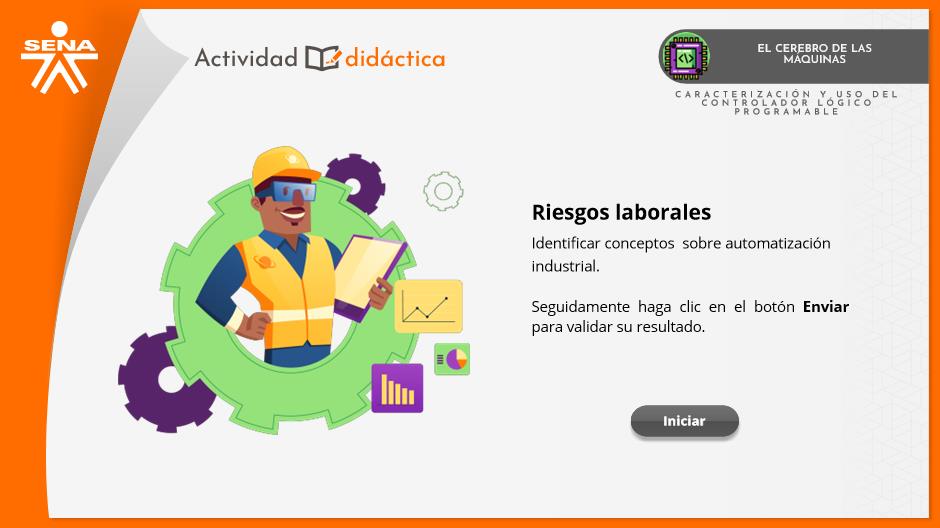 SENA
Actividad didáctica
EL CEREBRO DE LAS
MAQUINAS
CARACTERIZACIÓN Y USO DEL
CONTROLADOR LÓGICO
PROGRAMABLE
Riesgos laborales
Identificar conceptos sobre automatización
industrial.
Seguidamente haga clic en el botón Enviar
para validar su resultado.
Iniciar